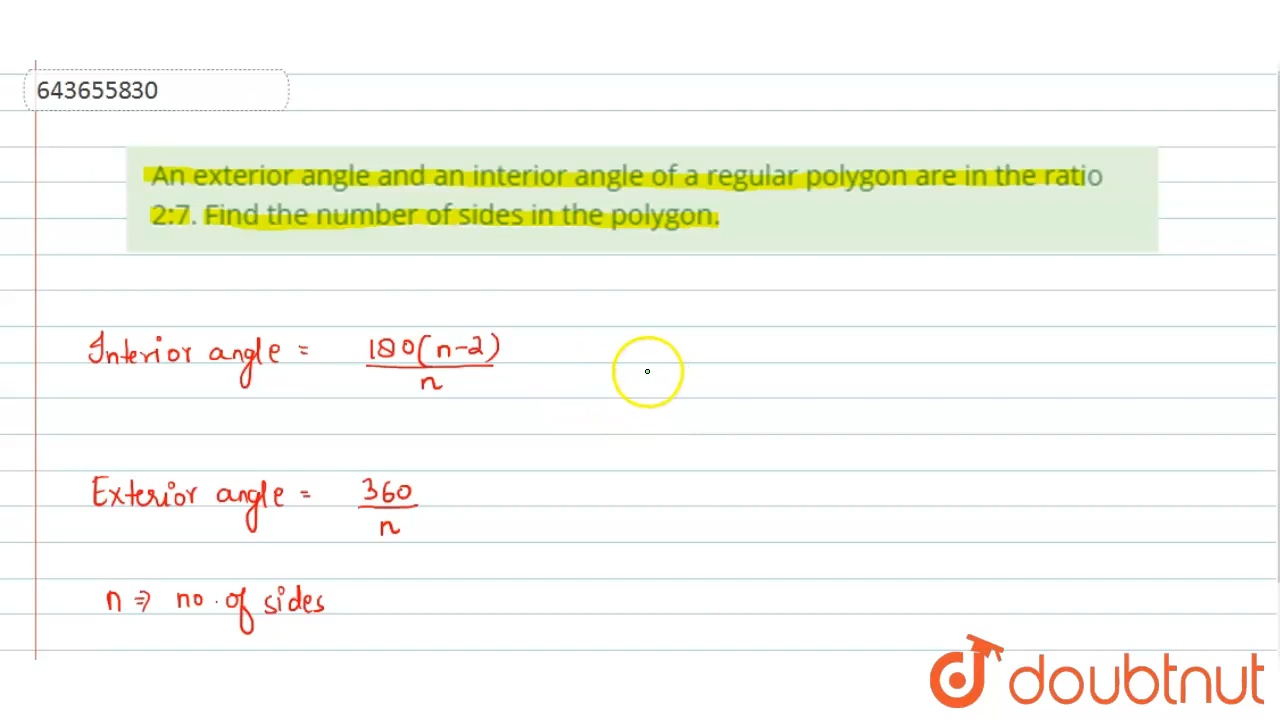 643655830
An exterior angle and an interior angle of a regular polygon are in the ratio
2:7. Find the number of sides in the polygon.
Interior angle = 180(n-2)
n
Exterior angle = 360
n
n ⇒ no. of sides
doubtnut